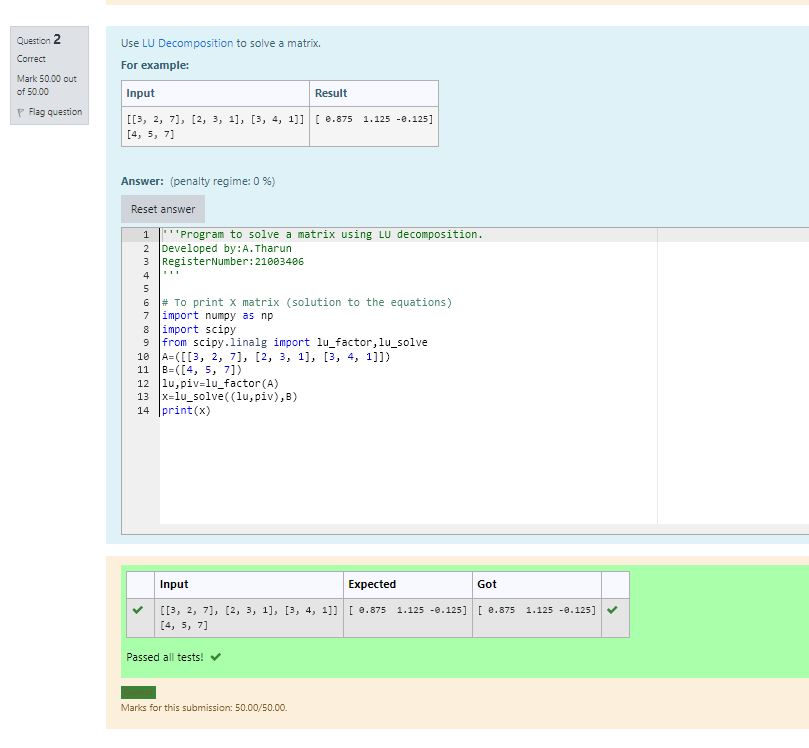 Question 2
Correct
Mark 50.00 out
of 50.00
Flag question
Use LU Decomposition to solve a matrix.
For example:
Input Result
[[3, 2, 7], [2, 3, 1], [3, 4, 1]] [ 0.875  1.125 -0.125]
[4, 5, 7]
Answer: (penalty regime: 0 %)
Reset answer
1 '''Program to solve a matrix using LU decomposition.
2 Developed by:A.Tharun
3 RegisterNumber:21003406
4 '''
5
6 # To print X matrix (solution to the equations)
7 import numpy as np
8 import scipy
9 from scipy.linalg import lu_factor,lu_solve
10 A=([[3, 2, 7], [2, 3, 1], [3, 4, 1]])
11 B=([4, 5, 7])
12 lu,piv=lu_factor(A)
13 x=lu_solve((lu,piv),B)
14 print(x)
Input Expected Got
[[3, 2, 7], [2, 3, 1], [3, 4, 1]] [ 0.875  1.125 -0.125] [ 0.875  1.125 -0.125]
[4, 5, 7]
Passed all tests!
Marks for this submission: 50.00/50.00.